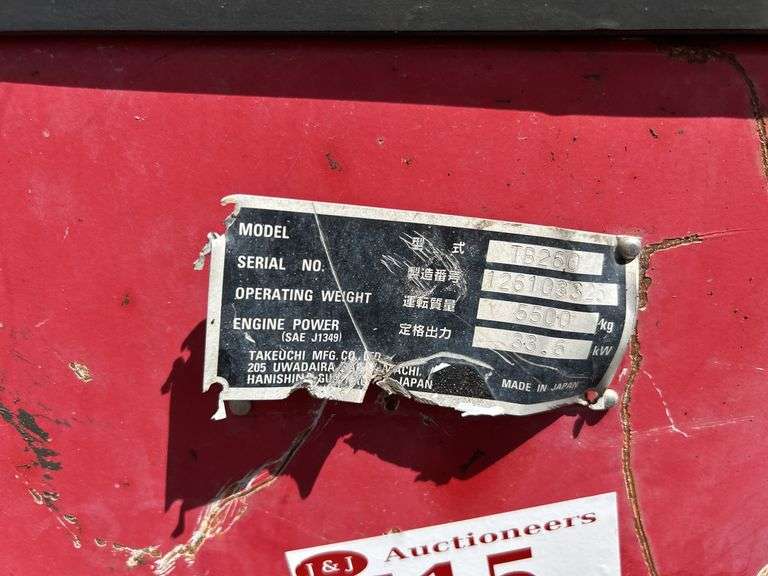 MODEL 型式 TB260
SERIAL NO. 製造番号
OPERATING WEIGHT 運転質量 5500 kg
ENGINE POWER 定格出力 33.6 kW
(SAE J1349)
TAKEUCHI MFG.CO.,LTD.
205 UWADAIRA
HANISHINA JAPAN
MADE IN JAPAN
J & J Auctioneers